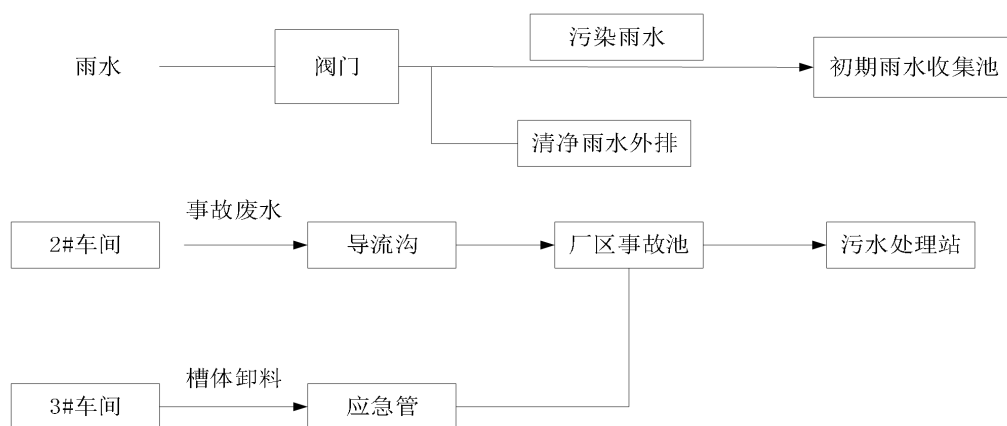 污染雨水
雨水
阀门
初期雨水收集池
清净雨水外排
事故废水
2#车间
导流沟
厂区事故池
污水处理站
槽体卸料
3#车间
应急管